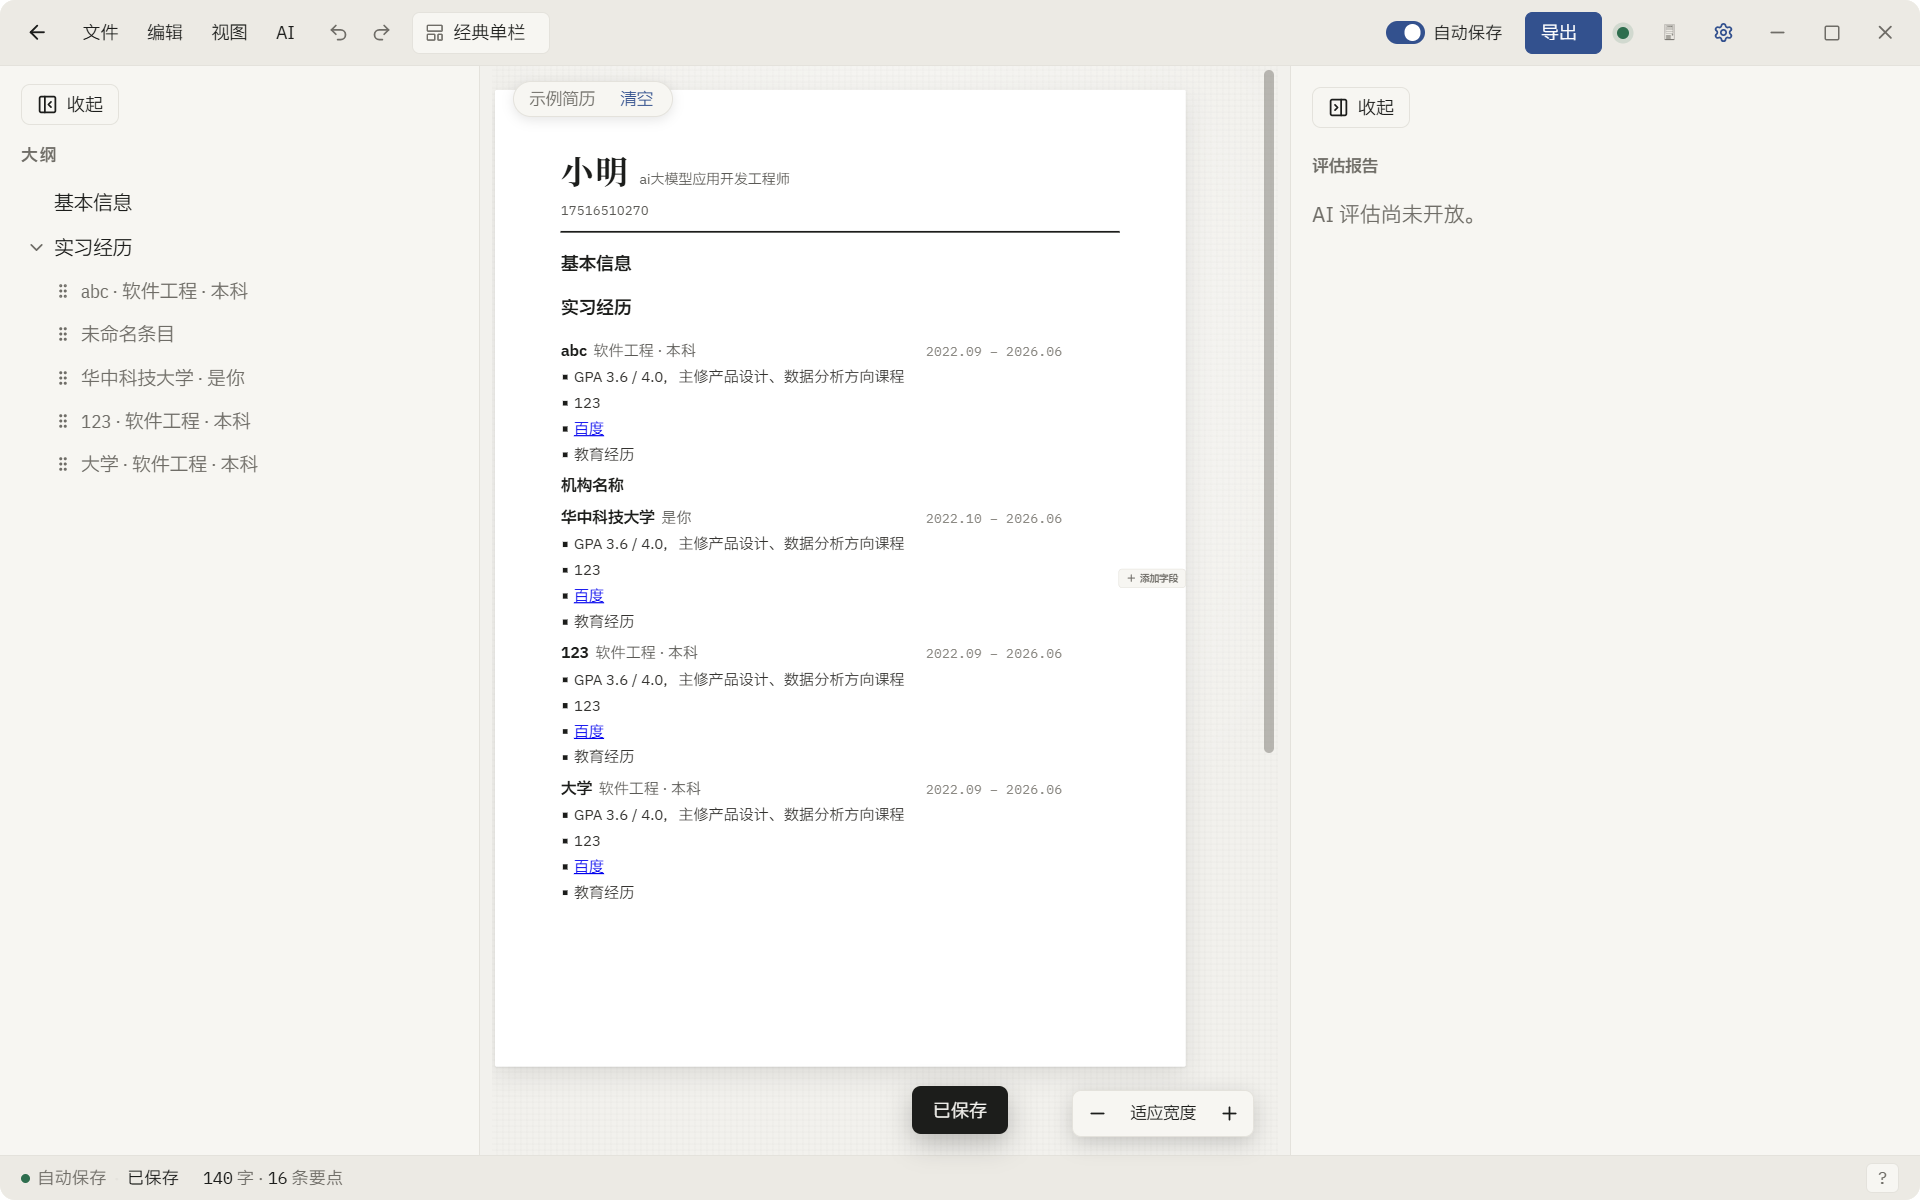 文件 编辑 视图 AI 经典单栏 自动保存 导出
收起
大纲
基本信息
实习经历
abc · 软件工程 · 本科
未命名条目
华中科技大学 · 是你
123 · 软件工程 · 本科
大学 · 软件工程 · 本科
示例简历 清空
小明 ai大模型应用开发工程师
17516510270
基本信息
实习经历
abc 软件工程 · 本科 2022.09 – 2026.06
▪ GPA 3.6 / 4.0，主修产品设计、数据分析方向课程
▪ 123
▪ 百度
▪ 教育经历
机构名称
华中科技大学 是你 2022.10 – 2026.06
▪ GPA 3.6 / 4.0，主修产品设计、数据分析方向课程
▪ 123
+ 添加字段
▪ 百度
▪ 教育经历
123 软件工程 · 本科 2022.09 – 2026.06
▪ GPA 3.6 / 4.0，主修产品设计、数据分析方向课程
▪ 123
▪ 百度
▪ 教育经历
大学 软件工程 · 本科 2022.09 – 2026.06
▪ GPA 3.6 / 4.0，主修产品设计、数据分析方向课程
▪ 123
▪ 百度
▪ 教育经历
已保存
− 适应宽度 +
收起
评估报告
AI 评估尚未开放。
自动保存 已保存 140 字 · 16 条要点 ?